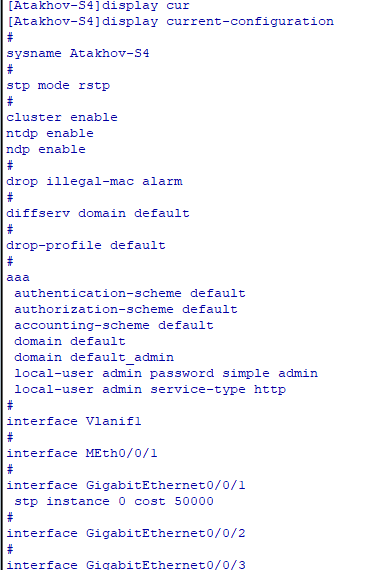 [Atakhov-S4]display cur
[Atakhov-S4]display current-configuration
#
sysname Atakhov-S4
#
stp mode rstp
#
cluster enable
ntdp enable
ndp enable
#
drop illegal-mac alarm
#
diffserv domain default
#
drop-profile default
#
aaa
 authentication-scheme default
 authorization-scheme default
 accounting-scheme default
 domain default
 domain default_admin
 local-user admin password simple admin
 local-user admin service-type http
#
interface Vlanif1
#
interface MEth0/0/1
#
interface GigabitEthernet0/0/1
 stp instance 0 cost 50000
#
interface GigabitEthernet0/0/2
#
interface GigabitEthernet0/0/3